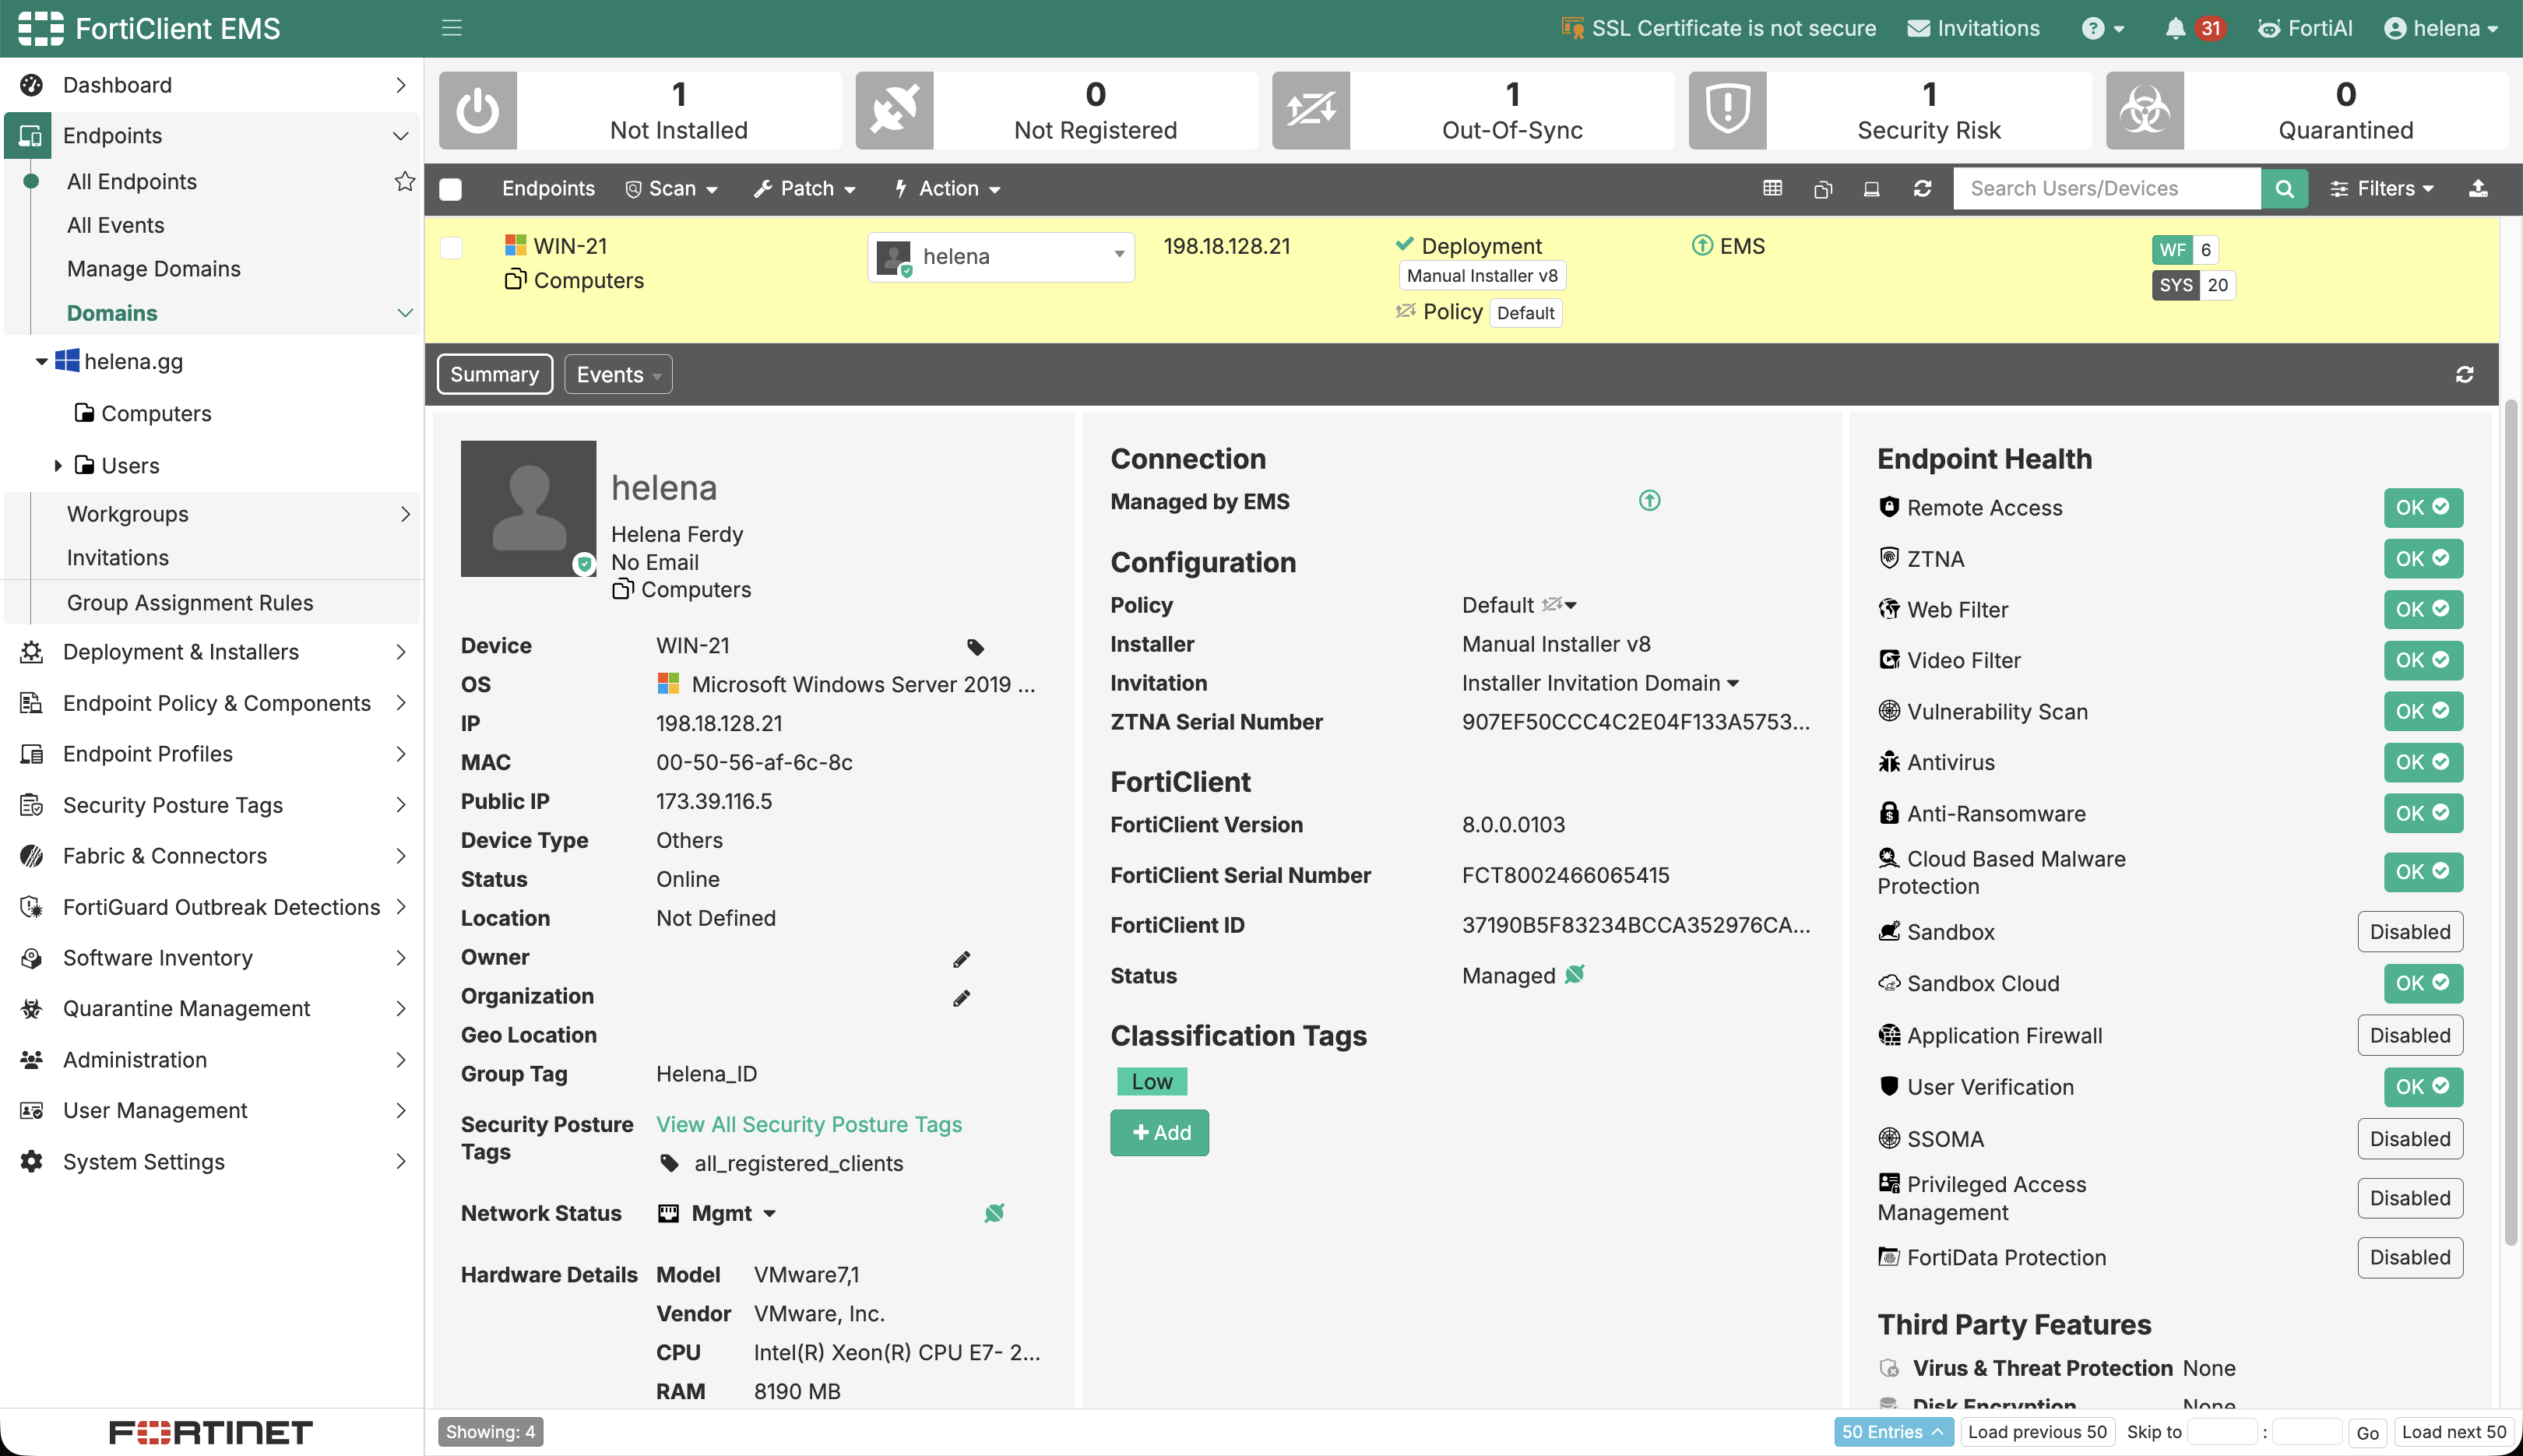 FortiClient EMS
SSL Certificate is not secure
Invitations
31
FortiAI
helena
Dashboard
Endpoints
All Endpoints
All Events
Manage Domains
Domains
helena.gg
Computers
Users
Workgroups
Invitations
Group Assignment Rules
Deployment & Installers
Endpoint Policy & Components
Endpoint Profiles
Security Posture Tags
Fabric & Connectors
FortiGuard Outbreak Detections
Software Inventory
Quarantine Management
Administration
User Management
System Settings
FORTINET
1
Not Installed
0
Not Registered
1
Out-Of-Sync
1
Security Risk
0
Quarantined
Endpoints Scan Patch Action Search Users/Devices Filters
WIN-21
Computers
helena
198.18.128.21
Deployment
Manual Installer v8
Policy Default
EMS
WF 6
SYS 20
Summary Events
helena
Helena Ferdy
No Email
Computers
Device WIN-21
OS Microsoft Windows Server 2019 ...
IP 198.18.128.21
MAC 00-50-56-af-6c-8c
Public IP 173.39.116.5
Device Type Others
Status Online
Location Not Defined
Owner
Organization
Geo Location
Group Tag Helena_ID
Security Posture Tags View All Security Posture Tags
all_registered_clients
Network Status Mgmt
Hardware Details Model VMware7,1
Vendor VMware, Inc.
CPU Intel(R) Xeon(R) CPU E7- 2...
RAM 8190 MB
Connection
Managed by EMS
Configuration
Policy Default
Installer Manual Installer v8
Invitation Installer Invitation Domain
ZTNA Serial Number 907EF50CCC4C2E04F133A5753...
FortiClient
FortiClient Version 8.0.0.0103
FortiClient Serial Number FCT8002466065415
FortiClient ID 37190B5F83234BCCA352976CA...
Status Managed
Classification Tags
Low
+ Add
Endpoint Health
Remote Access OK
ZTNA OK
Web Filter OK
Video Filter OK
Vulnerability Scan OK
Antivirus OK
Anti-Ransomware OK
Cloud Based Malware Protection OK
Sandbox Disabled
Sandbox Cloud OK
Application Firewall Disabled
User Verification OK
SSOMA Disabled
Privileged Access Management Disabled
FortiData Protection Disabled
Third Party Features
Virus & Threat Protection None
Disk Encryption None
Showing: 4
50 Entries Load previous 50 Skip to : Go Load next 50